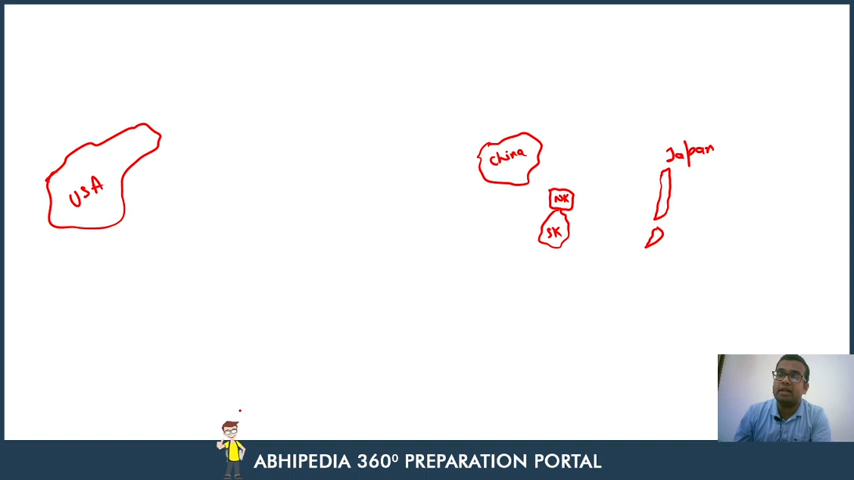 Japan
China
USA
NK
SK
ABHIPEDIA 360⁰ PREPARATION PORTAL